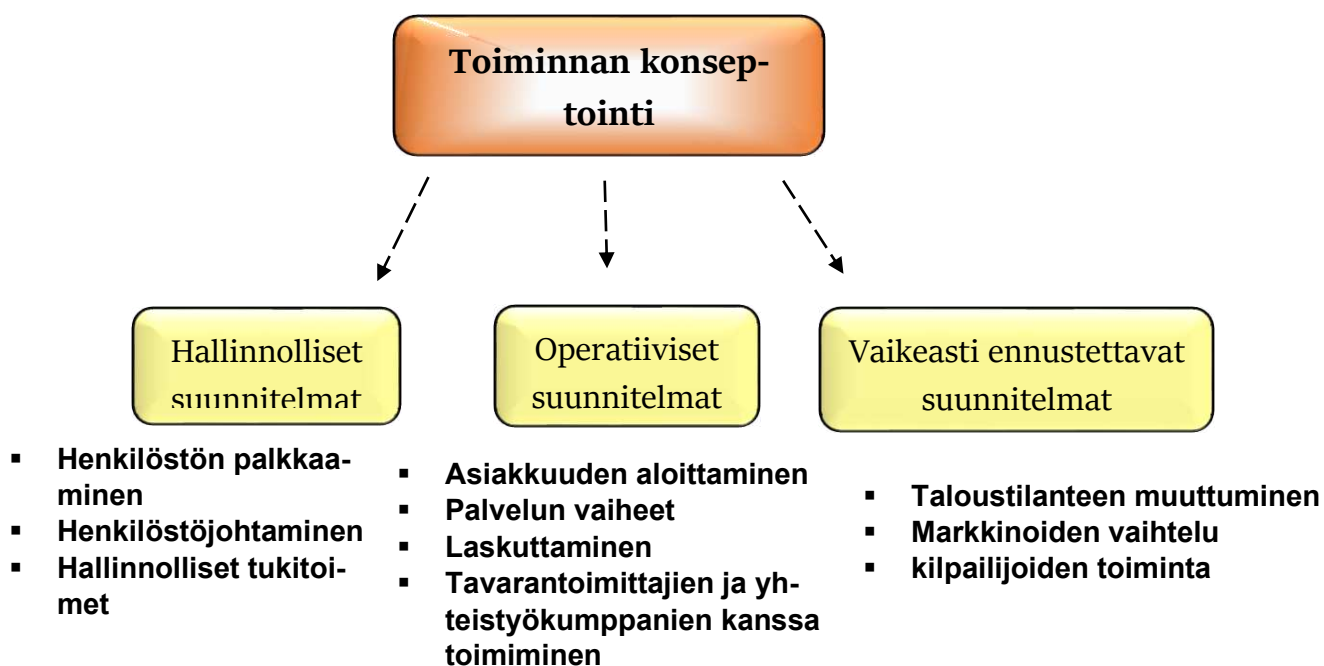 Toiminnan konsep-
tointi
Hallinnolliset
suunnitelmat
Operatiiviset
suunnitelmat
Vaikeasti ennustettavat
suunnitelmat
▪ Henkilöstön palkkaa-
minen
▪ Henkilöstöjohtaminen
▪ Hallinnolliset tukitoi-
met
▪ Asiakkuuden aloittaminen
▪ Palvelun vaiheet
▪ Laskuttaminen
▪ Tavarantoimittajien ja yh-
teistyökumppanien kanssa
toimiminen
▪ Taloustilanteen muuttuminen
▪ Markkinoiden vaihtelu
▪ kilpailijoiden toiminta